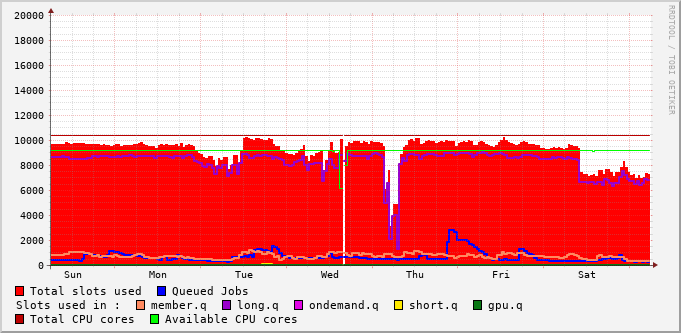 RRDTOOL / TOBI OETIKER
20000
18000
16000
14000
12000
10000
8000
6000
4000
2000
0
Sun Mon Tue Wed Thu Fri Sat
Total slots used Queued Jobs
Slots used in : member.q long.q ondemand.q short.q gpu.q
Total CPU cores Available CPU cores